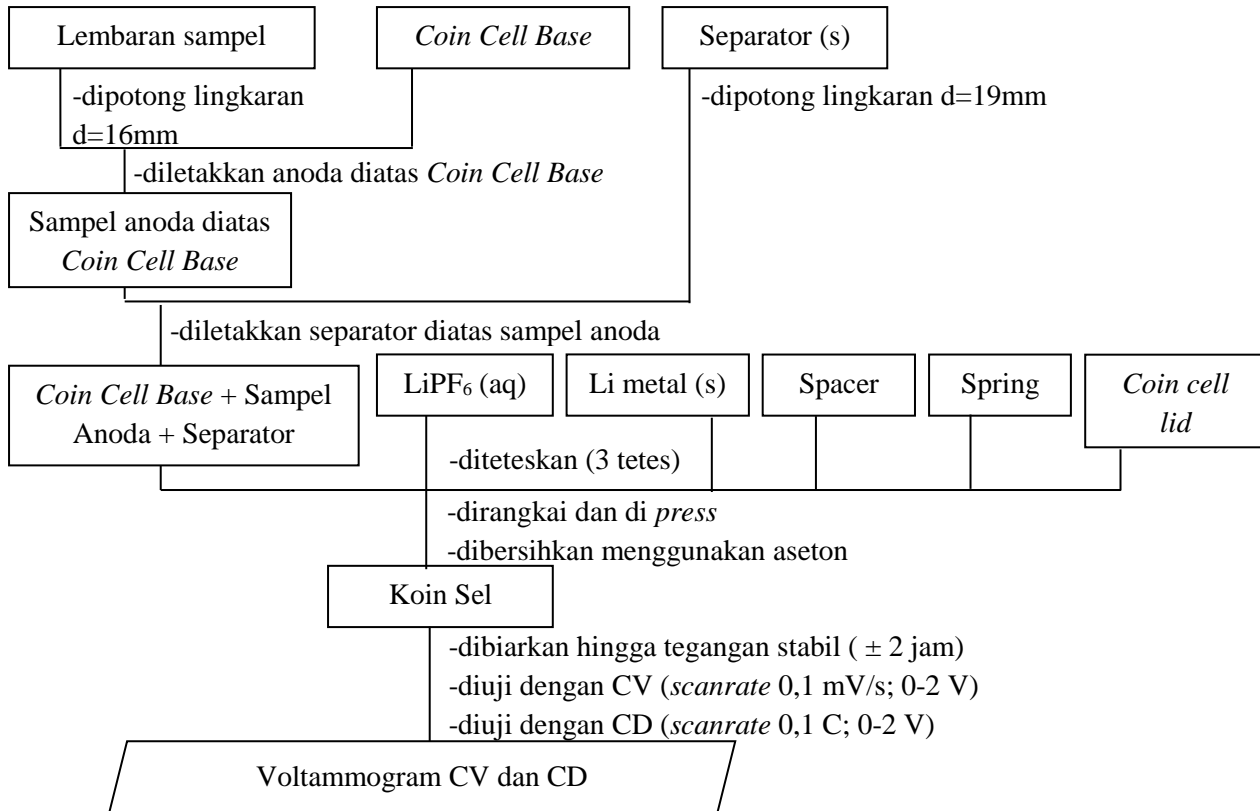 Lembaran sampel
Coin Cell Base
Separator (s)
-dipotong lingkaran
d=16mm
-dipotong lingkaran d=19mm
-diletakkan anoda diatas Coin Cell Base
Sampel anoda diatas
Coin Cell Base
-diletakkan separator diatas sampel anoda
Coin Cell Base + Sampel
Anoda + Separator
LiPF₆ (aq)
Li metal (s)
Spacer
Spring
Coin cell
lid
-diteteskan (3 tetes)
-dirangkai dan di press
-dibersihkan menggunakan aseton
Koin Sel
-dibiarkan hingga tegangan stabil ( ± 2 jam)
-diuji dengan CV (scanrate 0,1 mV/s; 0-2 V)
-diuji dengan CD (scanrate 0,1 C; 0-2 V)
Voltammogram CV dan CD